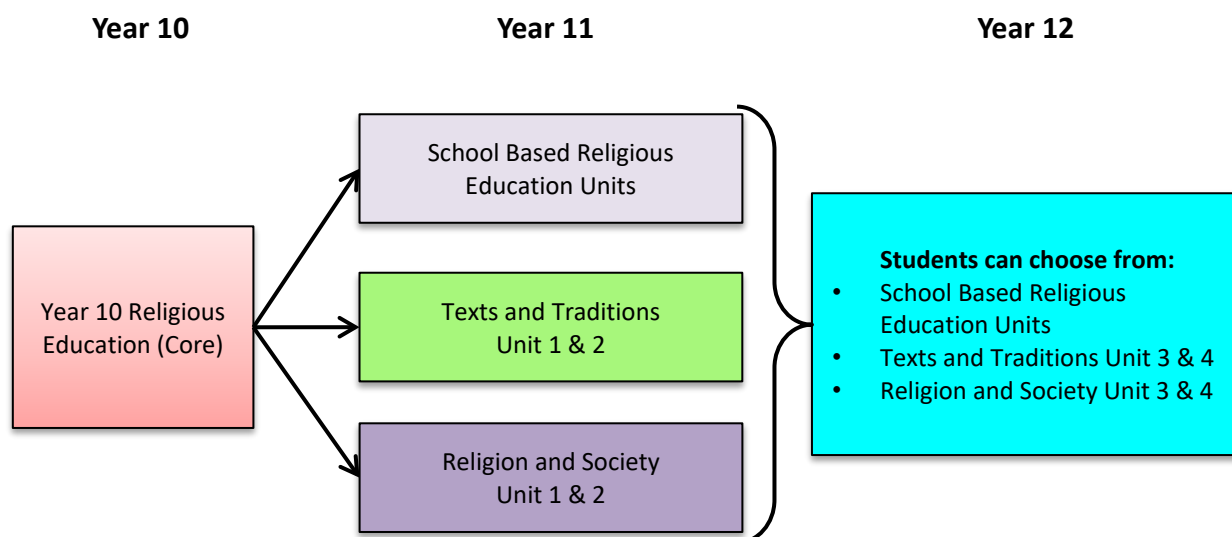 Year 10
Year 11
Year 12
Year 10 Religious
Education (Core)
School Based Religious
Education Units
Texts and Traditions
Unit 1 & 2
Religion and Society
Unit 1 & 2
Students can choose from:
• School Based Religious
Education Units
• Texts and Traditions Unit 3 & 4
• Religion and Society Unit 3 & 4